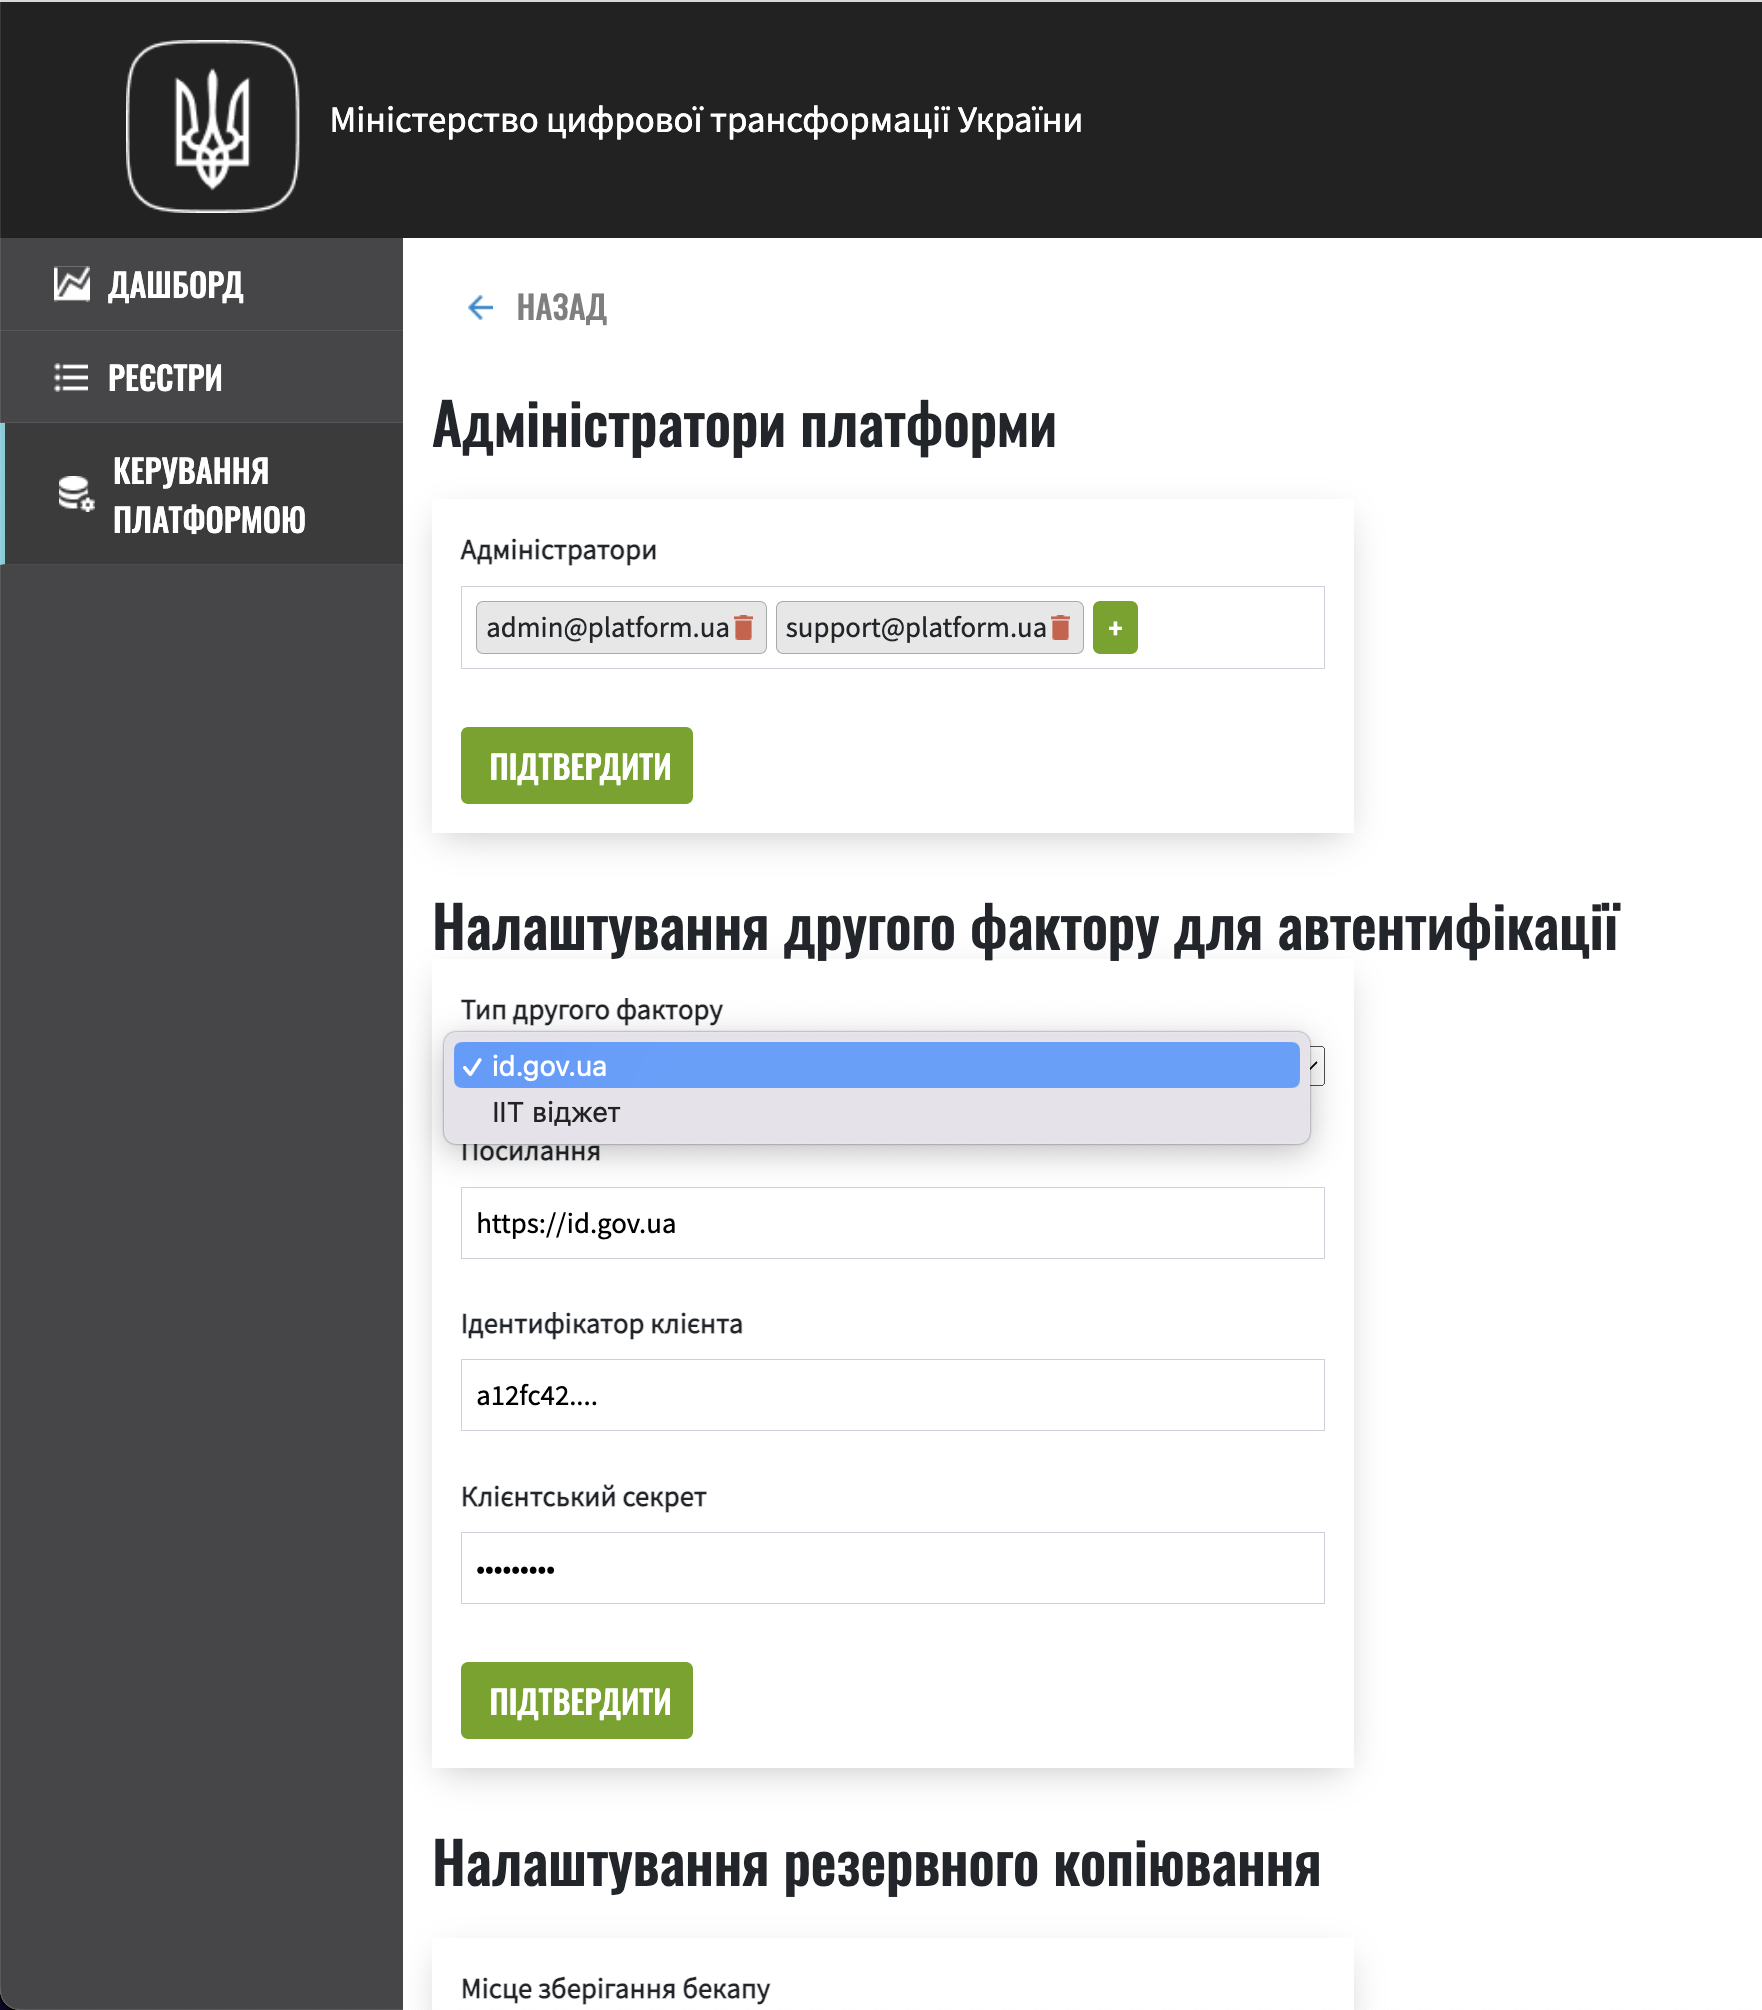 Міністерство цифрової трансформації України
ДАШБОРД
РЕЄСТРИ
КЕРУВАННЯ
ПЛАТФОРМОЮ
НАЗАД
Адміністратори платформи
Адміністратори
admin@platform.ua support@platform.ua +
ПІДТВЕРДИТИ
Налаштування другого фактору для автентифікації
Тип другого фактору
id.gov.ua
ІІТ віджет
Посилання
https://id.gov.ua
Ідентифікатор клієнта
a12fc42....
Клієнтський секрет
•••••••••
ПІДТВЕРДИТИ
Налаштування резервного копіювання
Місце зберігання бекапу